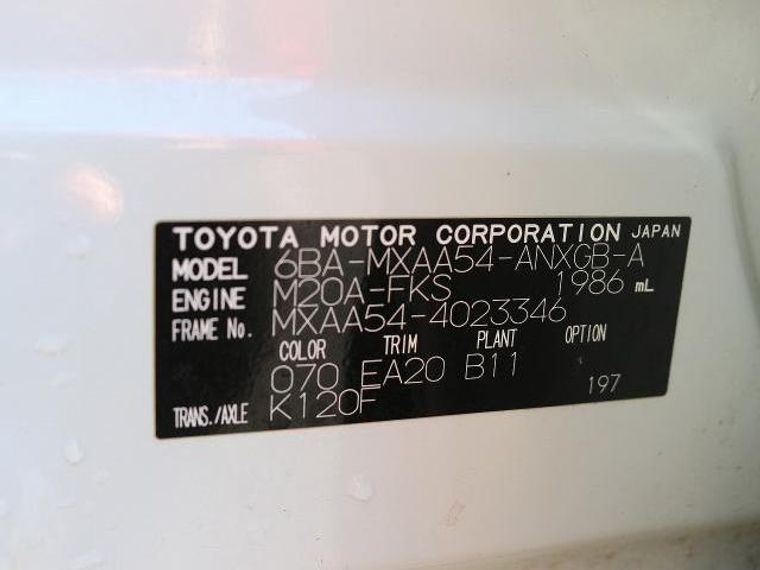 TOYOTA MOTOR CORPORATION JAPAN
MODEL 6BA-MXAA54-ANXGB-A
ENGINE M20A-FKS 1986 mL
FRAME No. MXAA54-4023346
COLOR TRIM PLANT OPTION
070 EA20 B11 197
TRANS./AXLE K120F